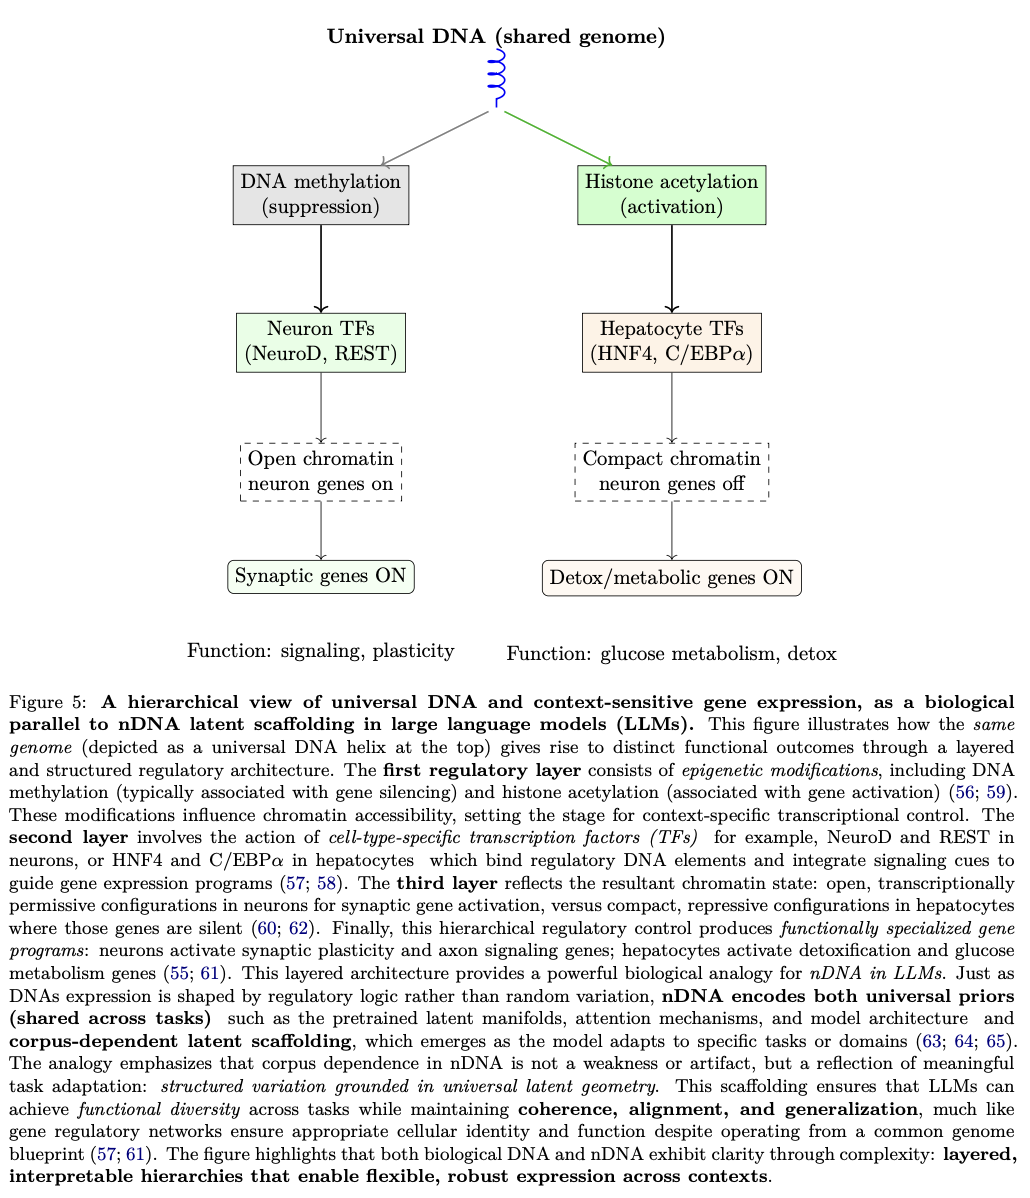 Universal DNA (shared genome)
DNA methylation
(suppression)
Histone acetylation
(activation)
Neuron TFs
(NeuroD, REST)
Hepatocyte TFs
(HNF4, C/EBPα)
Open chromatin
neuron genes on
Compact chromatin
neuron genes off
Synaptic genes ON
Detox/metabolic genes ON
Function: signaling, plasticity
Function: glucose metabolism, detox
Figure 5: A hierarchical view of universal DNA and context-sensitive gene expression, as a biological
parallel to nDNA latent scaffolding in large language models (LLMs). This figure illustrates how the same
genome (depicted as a universal DNA helix at the top) gives rise to distinct functional outcomes through a layered
and structured regulatory architecture. The first regulatory layer consists of epigenetic modifications, including DNA
methylation (typically associated with gene silencing) and histone acetylation (associated with gene activation) (56; 59).
These modifications influence chromatin accessibility, setting the stage for context-specific transcriptional control. The
second layer involves the action of cell-type-specific transcription factors (TFs) for example, NeuroD and REST in
neurons, or HNF4 and C/EBPα in hepatocytes which bind regulatory DNA elements and integrate signaling cues to
guide gene expression programs (57; 58). The third layer reflects the resultant chromatin state: open, transcriptionally
permissive configurations in neurons for synaptic gene activation, versus compact, repressive configurations in hepatocytes
where those genes are silent (60; 62). Finally, this hierarchical regulatory control produces functionally specialized gene
programs: neurons activate synaptic plasticity and axon signaling genes; hepatocytes activate detoxification and glucose
metabolism genes (55; 61). This layered architecture provides a powerful biological analogy for nDNA in LLMs. Just as
DNAs expression is shaped by regulatory logic rather than random variation, nDNA encodes both universal priors
(shared across tasks) such as the pretrained latent manifolds, attention mechanisms, and model architecture and
corpus-dependent latent scaffolding, which emerges as the model adapts to specific tasks or domains (63; 64; 65).
The analogy emphasizes that corpus dependence in nDNA is not a weakness or artifact, but a reflection of meaningful
task adaptation: structured variation grounded in universal latent geometry. This scaffolding ensures that LLMs can
achieve functional diversity across tasks while maintaining coherence, alignment, and generalization, much like
gene regulatory networks ensure appropriate cellular identity and function despite operating from a common genome
blueprint (57; 61). The figure highlights that both biological DNA and nDNA exhibit clarity through complexity: layered,
interpretable hierarchies that enable flexible, robust expression across contexts.